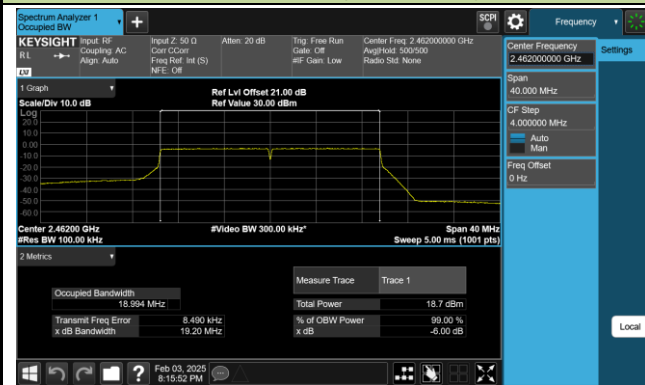 Spectrum Analyzer 1
Occupied BW
SCPI
Frequency
KEYSIGHT
R L
LXI
Input: RF
Coupling: AC
Align: Auto
Input Z: 50 Ω
Corr CCorr
Freq Ref: Int (S)
NFE: Off
Atten: 20 dB
Trig: Free Run
Gate: Off
#IF Gain: Low
Center Freq: 2.462000000 GHz
Avg|Hold: 500/500
Radio Std: None
Center Frequency
2.462000000 GHz
Settings
Span
40.000 MHz
CF Step
4.000000 MHz
Auto
Man
Freq Offset
0 Hz
Local
1 Graph
Scale/Div 10.0 dB
Ref Lvl Offset 21.00 dB
Ref Value 30.00 dBm
Log
20.0
10.0
0.00
-10.0
-20.0
-30.0
-40.0
-50.0
-60.0
Center 2.46200 GHz
#Video BW 300.00 kHz*
Span 40 MHz
#Res BW 100.00 kHz
Sweep 5.00 ms (1001 pts)
2 Metrics
Measure Trace
Trace 1
Occupied Bandwidth
18.994 MHz
Total Power
18.7 dBm
Transmit Freq Error
8.490 kHz
% of OBW Power
99.00 %
x dB Bandwidth
19.20 MHz
x dB
-6.00 dB
?
Feb 03, 2025
8:15:52 PM